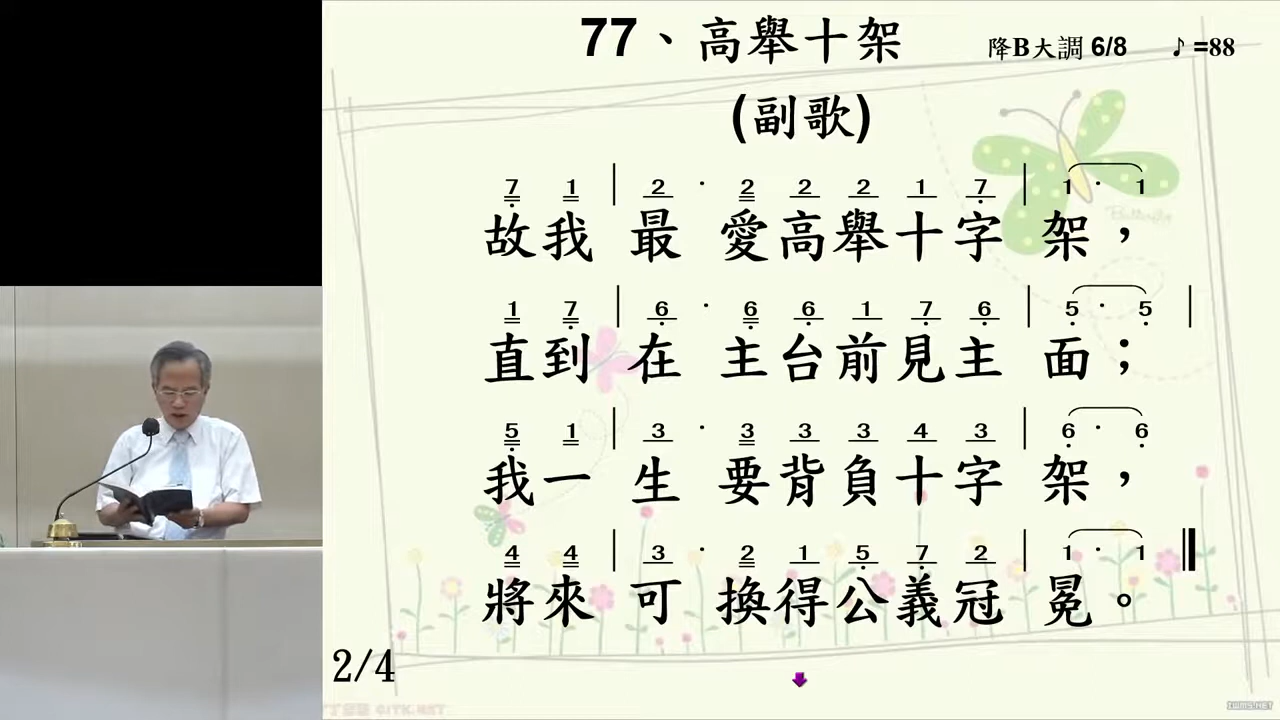 77、高舉十架
降B大調 6/8 ♪=88
(副歌)
7 1 | 2 · 2 2 2 1 7 | 1 · 1
故我最愛高舉十字架，
1 7 | 6 · 6 6 1 7 6 | 5 · 5 |
直到在主台前見主面；
5 1 | 3 · 3 3 3 4 3 | 6 · 6
我一生要背負十字架，
4 4 | 3 · 2 1 5 7 2 | 1 · 1 ‖
將來可換得公義冠冕。
2/4
Butterfly
ZWMS.NET